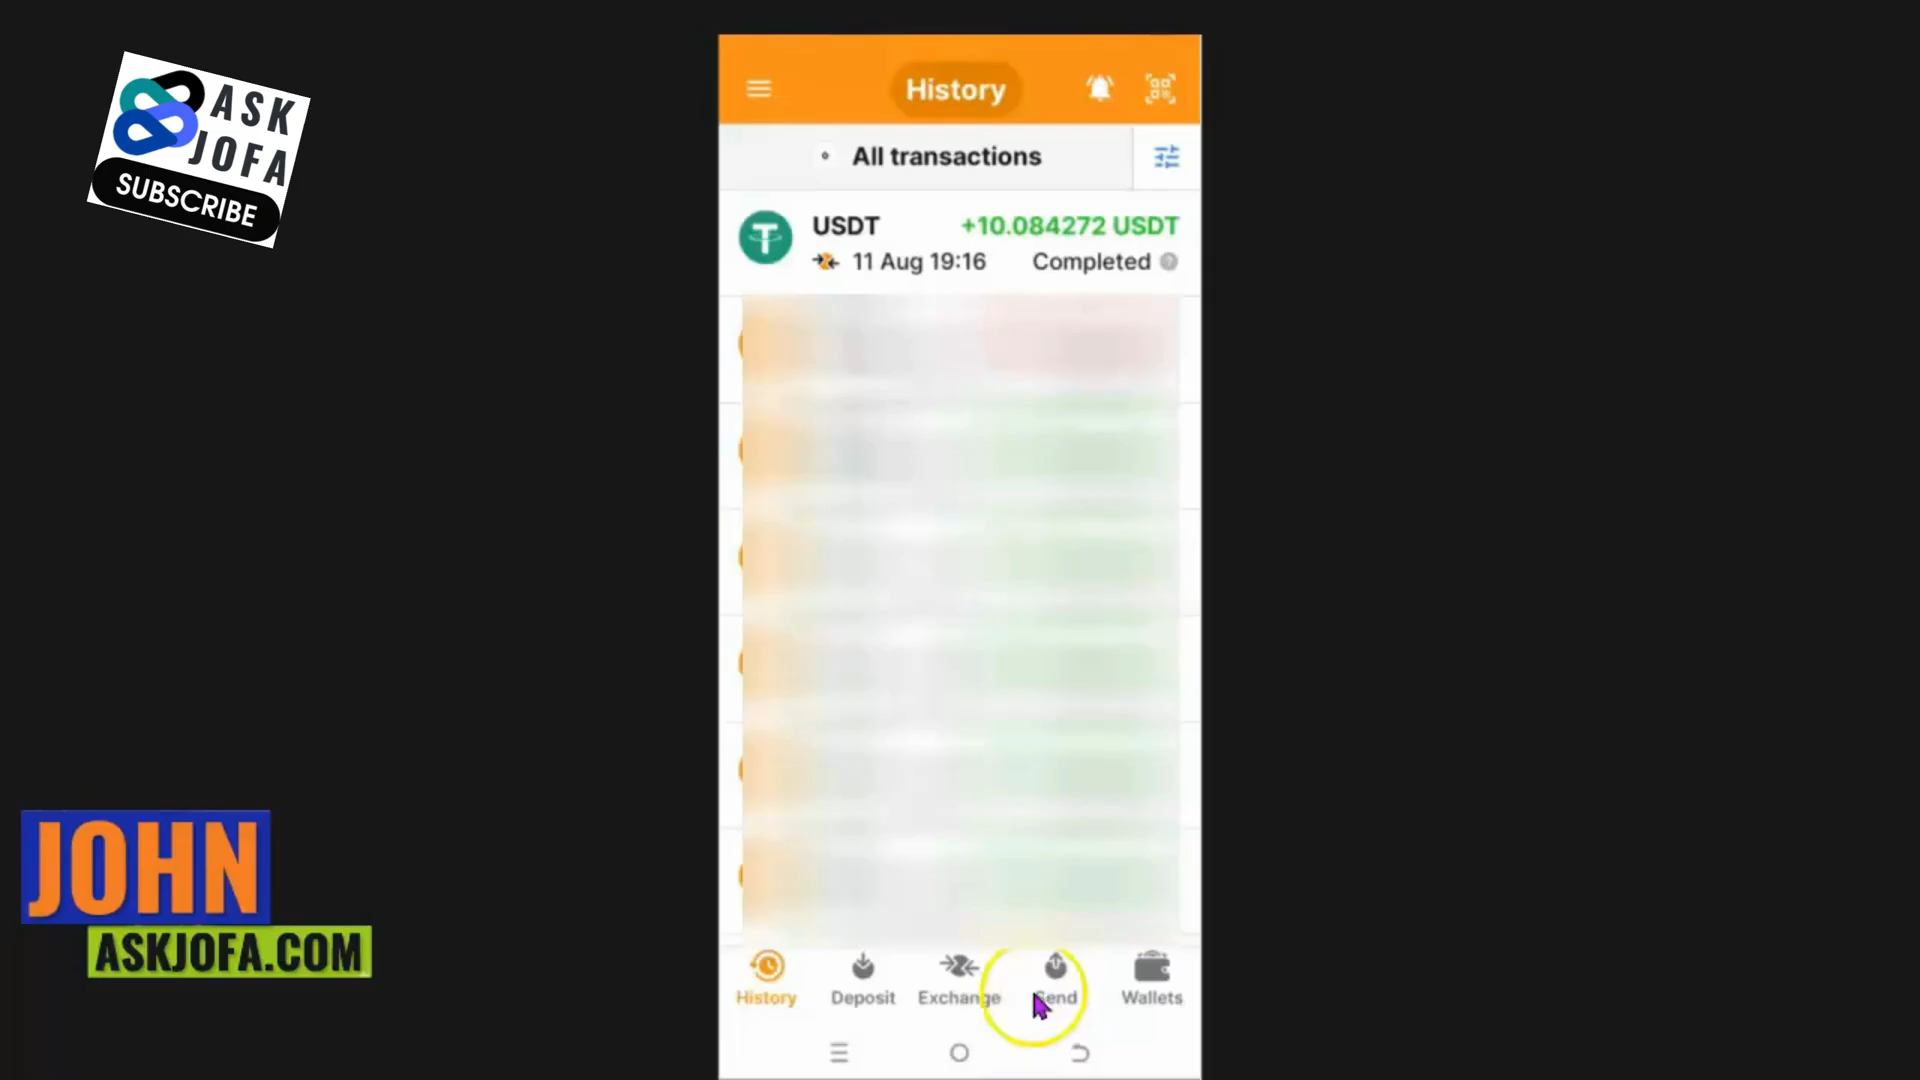 ASK
JOFA
SUBSCRIBE
History
All transactions
USDT
+10.084272 USDT
11 Aug 19:16
Completed
JOHN
ASKJOFA.COM
History
Deposit
Exchange
Send
Wallets